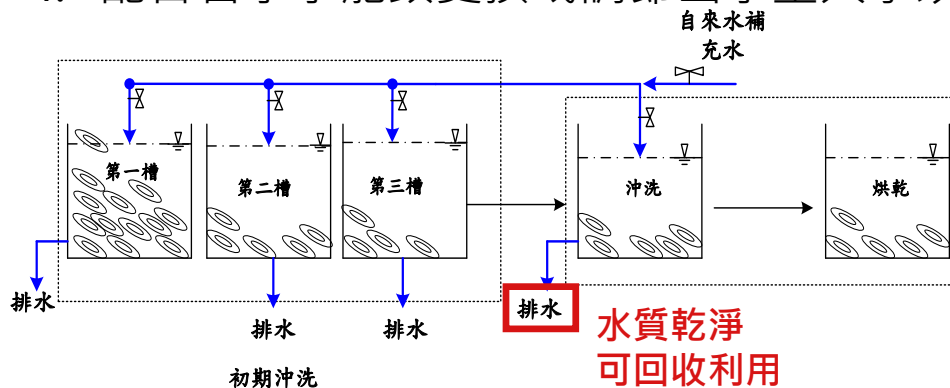 自來水補
充水
第一槽
第二槽
第三槽
沖洗
烘乾
排水
排水
排水
排水
水質乾淨
可回收利用
初期沖洗